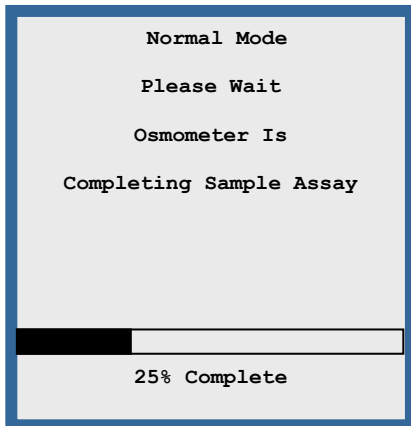 Normal Mode
Please Wait
Osmometer Is
Completing Sample Assay
25% Complete